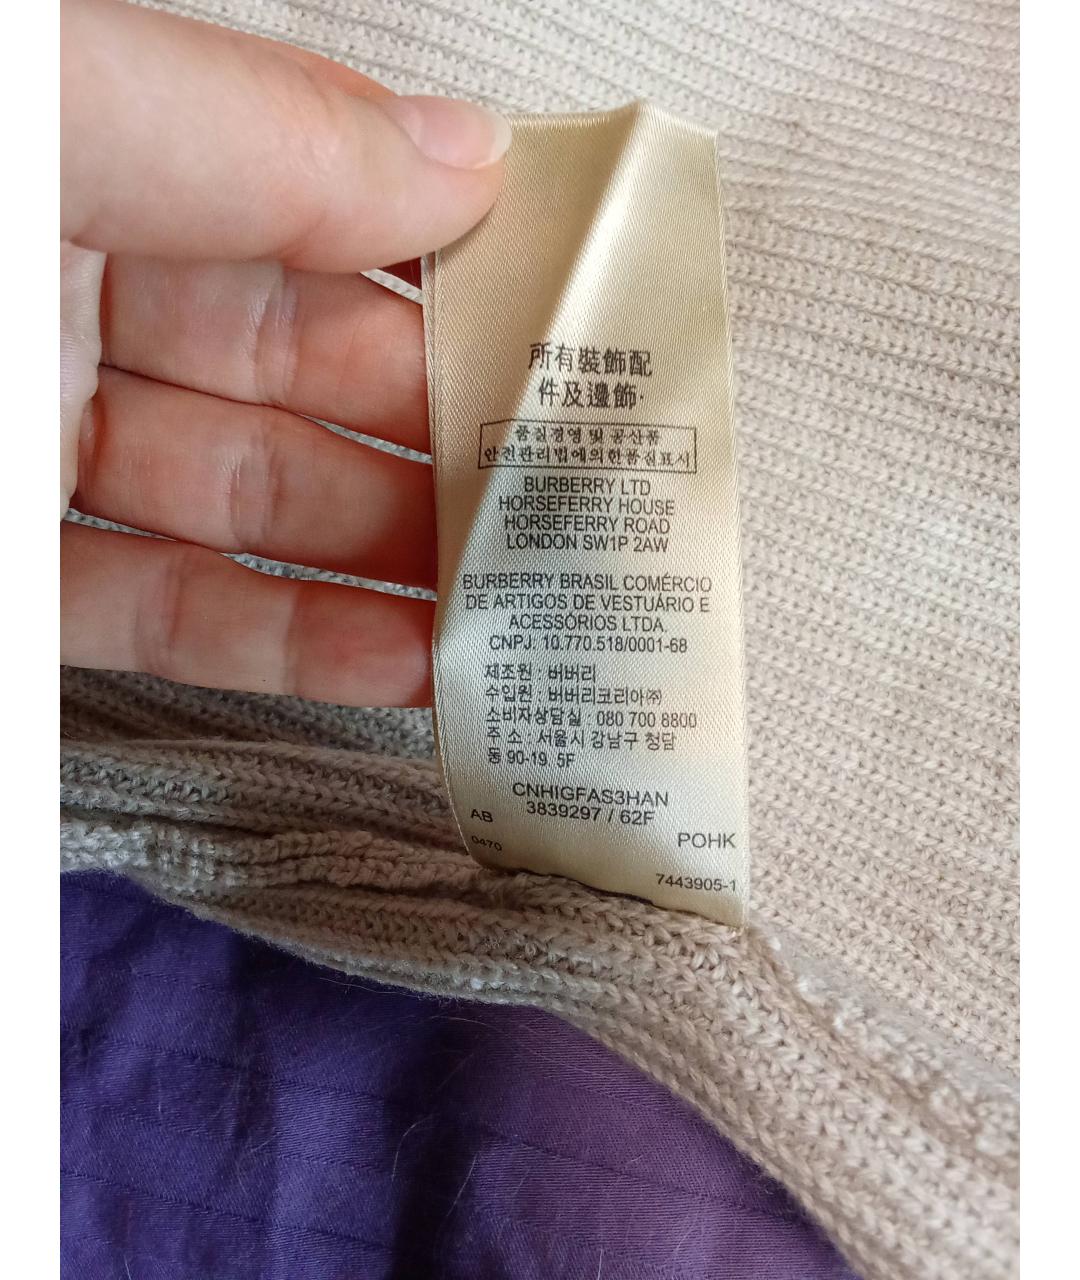 所有裝飾配
件及邊飾·
품질경영 및 공산품
안전관리법에의한품질표시
BURBERRY LTD
HORSEFERRY HOUSE
HORSEFERRY ROAD
LONDON SW1P 2AW
BURBERRY BRASIL COMÉRCIO
DE ARTIGOS DE VESTUÁRIO E
ACESSÓRIOS LTDA.
CNPJ: 10.770.518/0001-68
제조원 : 버버리
수입원 : 버버리코리아㈜
소비자상담실 : 080 700 8800
주 소 : 서울시 강남구 청담
동 90-19 5F
CNHIGFAS3HAN
3839297 / 62F
AB
POHK
0470
7443905-1